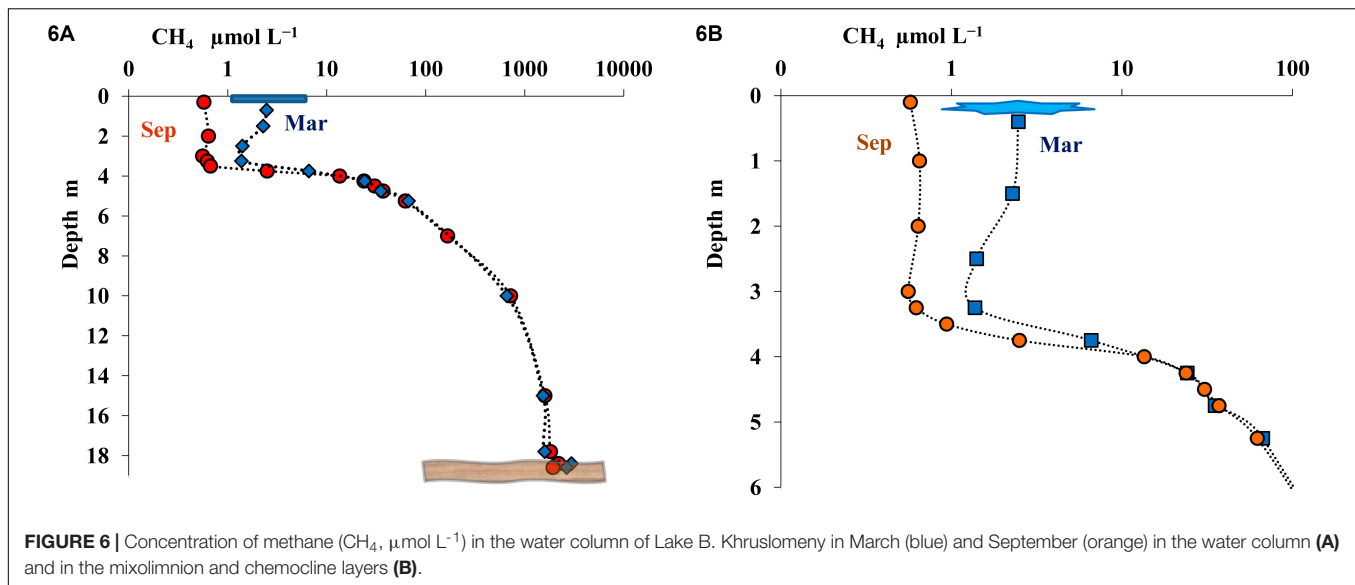 6A
CH₄ μmol L⁻¹
0 1 10 100 1000 10000
0
2
4
6
8
10
12
14
16
18
Depth m
Sep
Mar
6B
CH₄ μmol L⁻¹
0 1 10 100
0
1
2
3
4
5
6
Depth m
Sep
Mar
FIGURE 6 | Concentration of methane (CH₄, μmol L⁻¹) in the water column of Lake B. Khruslomeny in March (blue) and September (orange) in the water column (A)
and in the mixolimnion and chemocline layers (B).